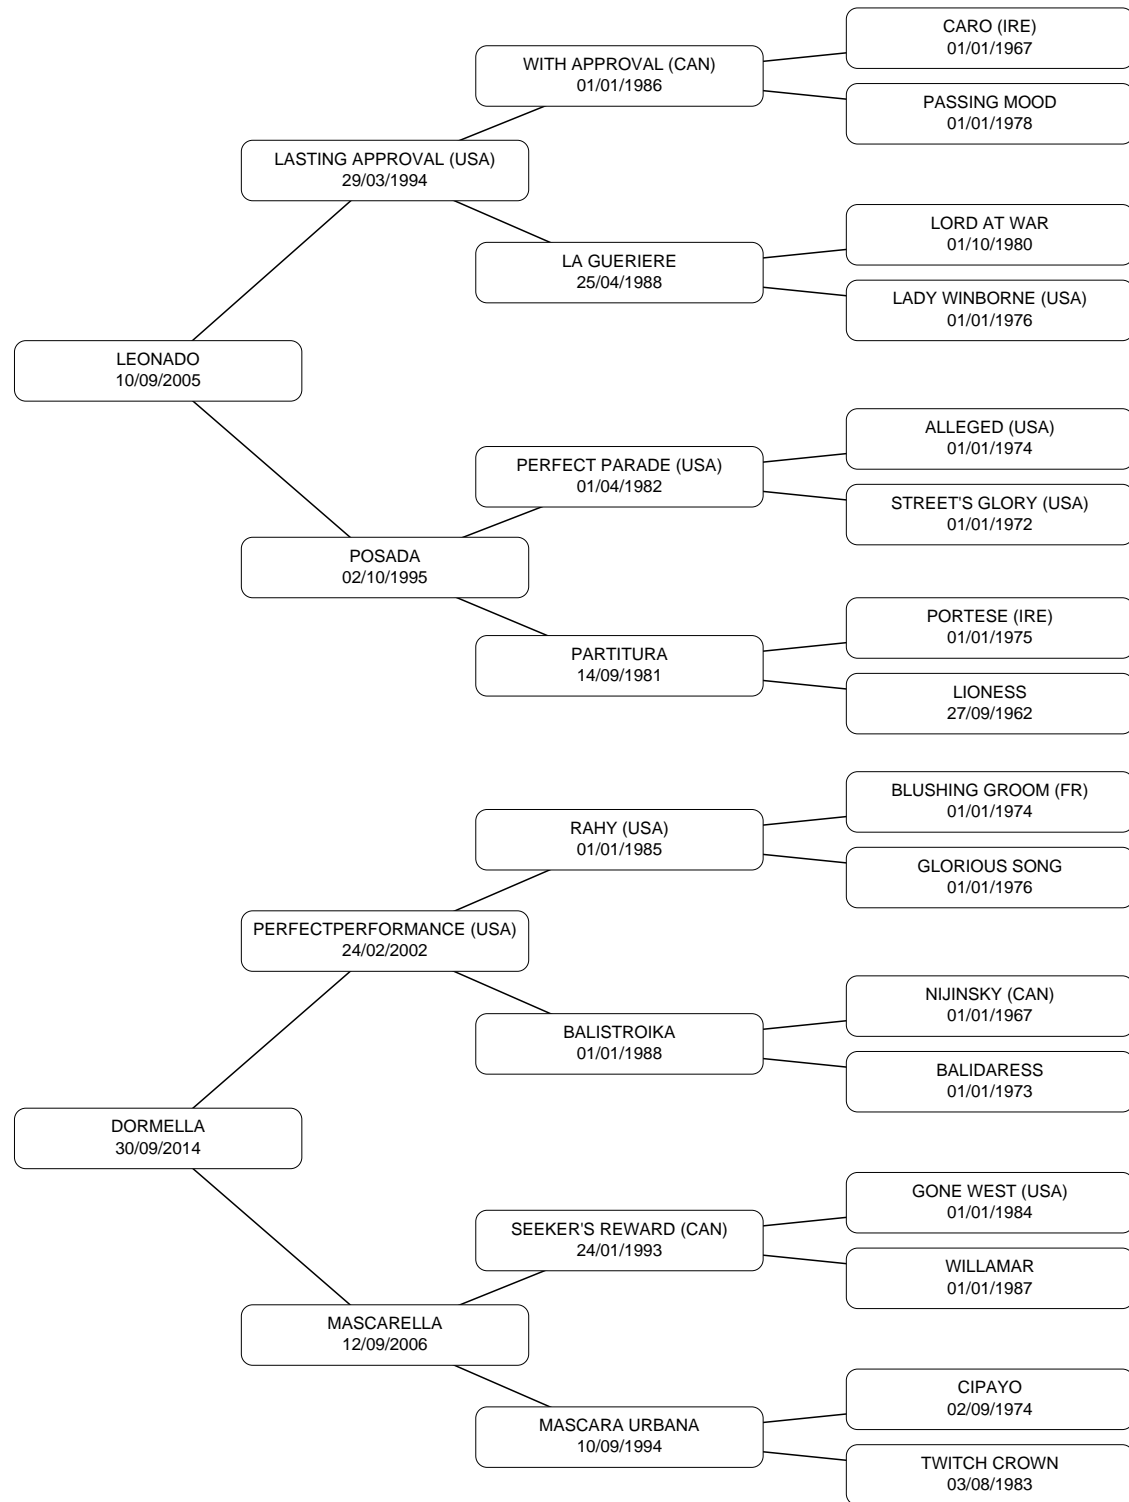 CARO (IRE)
01/01/1967
WITH APPROVAL (CAN)
01/01/1986
PASSING MOOD
01/01/1978
LASTING APPROVAL (USA)
29/03/1994
LORD AT WAR
01/10/1980
LA GUERIERE
25/04/1988
LADY WINBORNE (USA)
01/01/1976
LEONADO
10/09/2005
ALLEGED (USA)
01/01/1974
PERFECT PARADE (USA)
01/04/1982
STREET'S GLORY (USA)
01/01/1972
POSADA
02/10/1995
PORTESE (IRE)
01/01/1975
PARTITURA
14/09/1981
LIONESS
27/09/1962
BLUSHING GROOM (FR)
01/01/1974
RAHY (USA)
01/01/1985
GLORIOUS SONG
01/01/1976
PERFECTPERFORMANCE (USA)
24/02/2002
NIJINSKY (CAN)
01/01/1967
BALISTROIKA
01/01/1988
BALIDARESS
01/01/1973
DORMELLA
30/09/2014
GONE WEST (USA)
01/01/1984
SEEKER'S REWARD (CAN)
24/01/1993
WILLAMAR
01/01/1987
MASCARELLA
12/09/2006
CIPAYO
02/09/1974
MASCARA URBANA
10/09/1994
TWITCH CROWN
03/08/1983